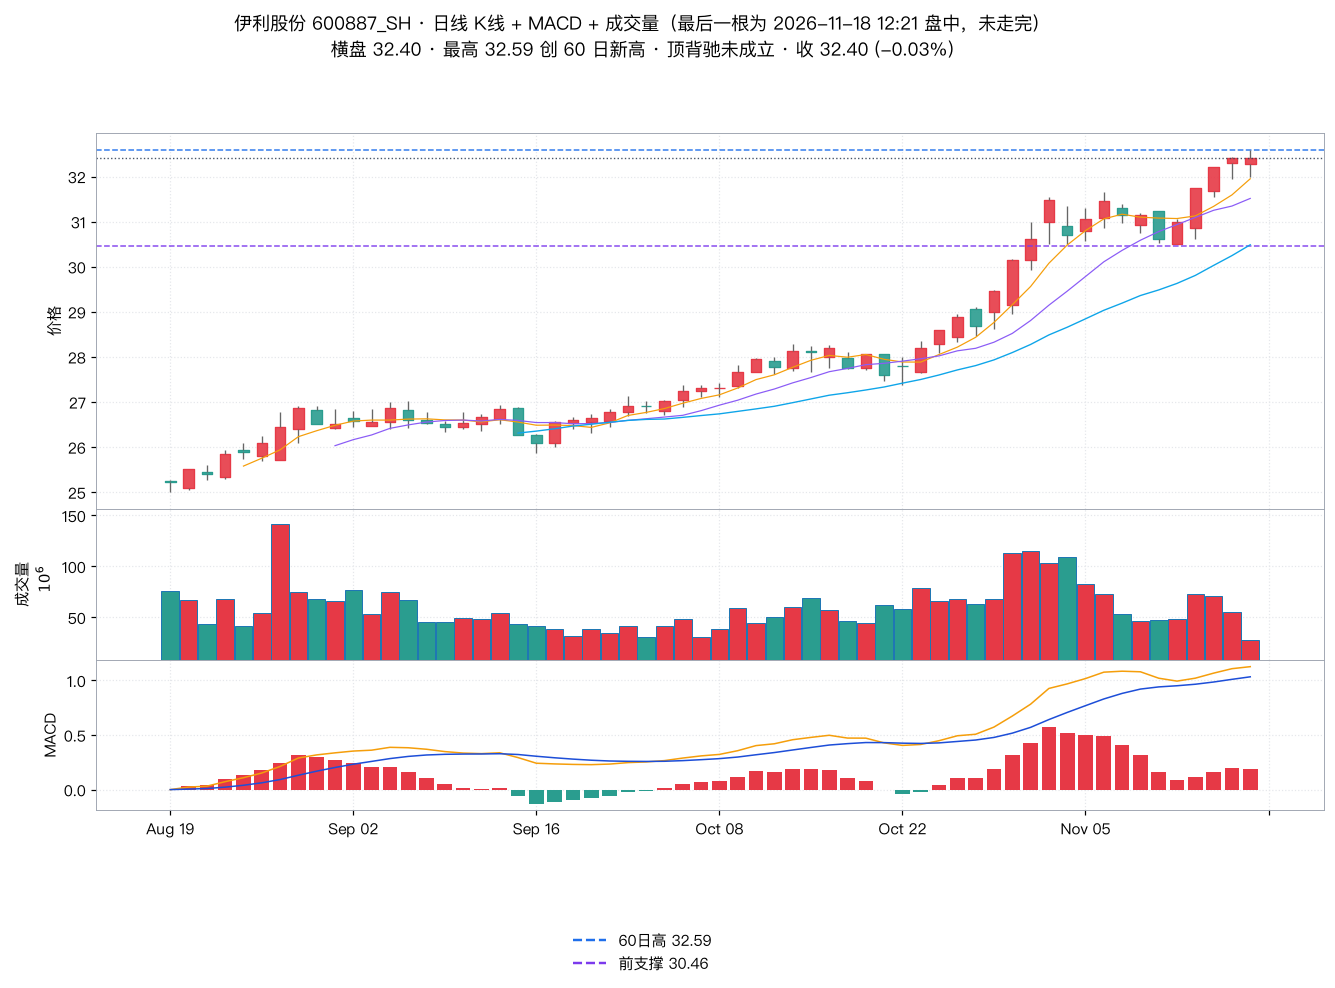 伊利股份 600887_SH · 日线 K线 + MACD + 成交量（最后一根为 2026-11-18 12:21 盘中，未走完）
横盘 32.40 · 最高 32.59 创 60 日新高 · 顶背驰未成立 · 收 32.40 (-0.03%)
价格
32
31
30
29
28
27
26
25
成交量
10⁶
150
100
50
MACD
1.0
0.5
0.0
Aug 19
Sep 02
Sep 16
Oct 08
Oct 22
Nov 05
60日高 32.59
前支撑 30.46